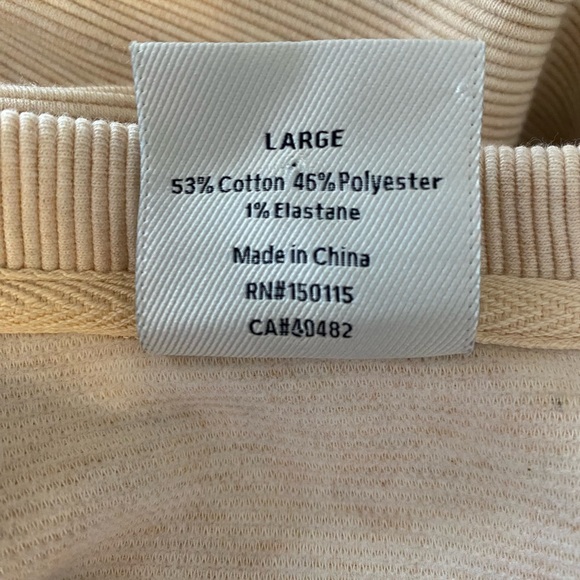 LARGE
53% Cotton 46% Polyester
1% Elastane
Made in China
RN#150115
CA#40482